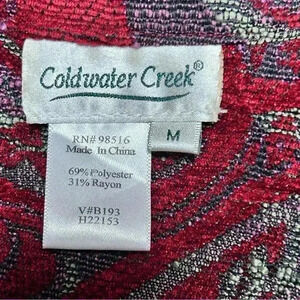 Coldwater Creek®
M
RN# 98516
Made In China
69% Polyester
31% Rayon
V#B193
H22153